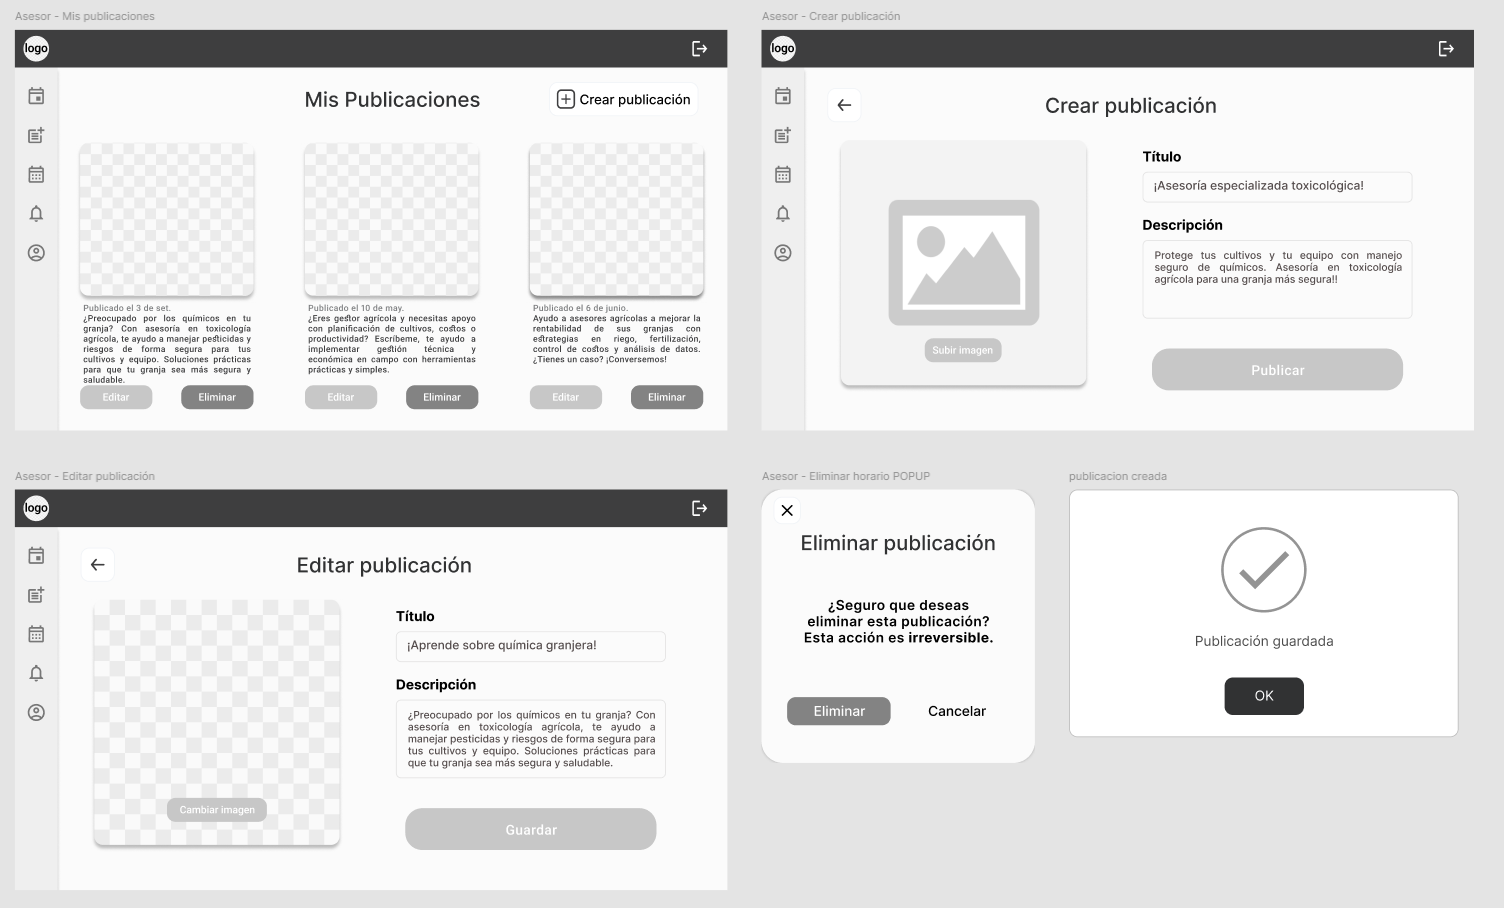 Asesor - Mis publicaciones
logo
Mis Publicaciones
Crear publicación
Publicado el 3 de set.
¿Preocupado por los químicos en tu
granja? Con asesoría en toxicología
agrícola, te ayudo a manejar pesticidas y
riesgos de forma segura para tus
cultivos y equipo. Soluciones prácticas
para que tu granja sea más segura y
saludable.
Editar
Eliminar
Publicado el 10 de may.
¿Eres gestor agrícola y necesitas apoyo
con planificación de cultivos, costos o
productividad? Escríbeme, te ayudo a
implementar gestión técnica y
económica en campo con herramientas
prácticas y simples.
Editar
Eliminar
Publicado el 6 de junio.
Ayudo a asesores agrícolas a mejorar la
rentabilidad de sus granjas con
estrategias en riego, fertilización,
control de costos y análisis de datos.
¿Tienes un caso? ¡Conversemos!
Editar
Eliminar
Asesor - Crear publicación
logo
Crear publicación
Subir imagen
Título
¡Asesoría especializada toxicológica!
Descripción
Protege tus cultivos y tu equipo con manejo
seguro de químicos. Asesoría en toxicología
agrícola para una granja más segura!!
Publicar
Asesor - Editar publicación
logo
Editar publicación
Cambiar imagen
Título
¡Aprende sobre química granjera!
Descripción
¿Preocupado por los químicos en tu granja? Con
asesoría en toxicología agrícola, te ayudo a
manejar pesticidas y riesgos de forma segura para
tus cultivos y equipo. Soluciones prácticas para
que tu granja sea más segura y saludable.
Guardar
Asesor - Eliminar horario POPUP
Eliminar publicación
¿Seguro que deseas
eliminar esta publicación?
Esta acción es irreversible.
Eliminar
Cancelar
publicacion creada
Publicación guardada
OK